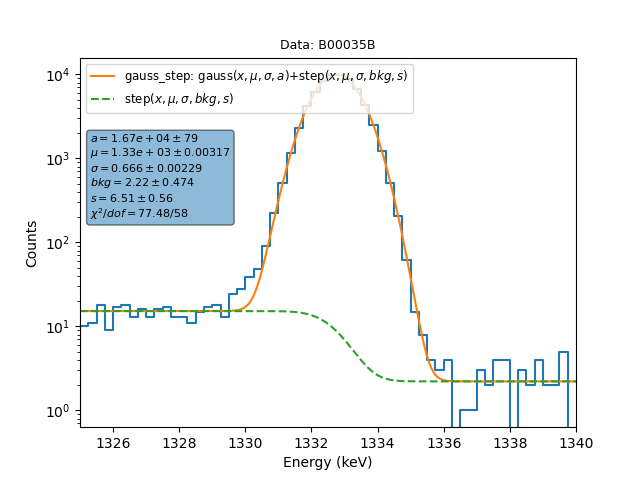 Data: B00035B
gauss_step: gauss(x, μ, σ, a)+step(x, μ, σ, bkg, s)
step(x, μ, σ, bkg, s)
a = 1.67e + 04 ± 79
μ = 1.33e + 03 ± 0.00317
σ = 0.666 ± 0.00229
bkg = 2.22 ± 0.474
s = 6.51 ± 0.56
χ²/dof = 77.48/58
10⁴
10³
10²
10¹
10⁰
Counts
1326 1328 1330 1332 1334 1336 1338 1340
Energy (keV)